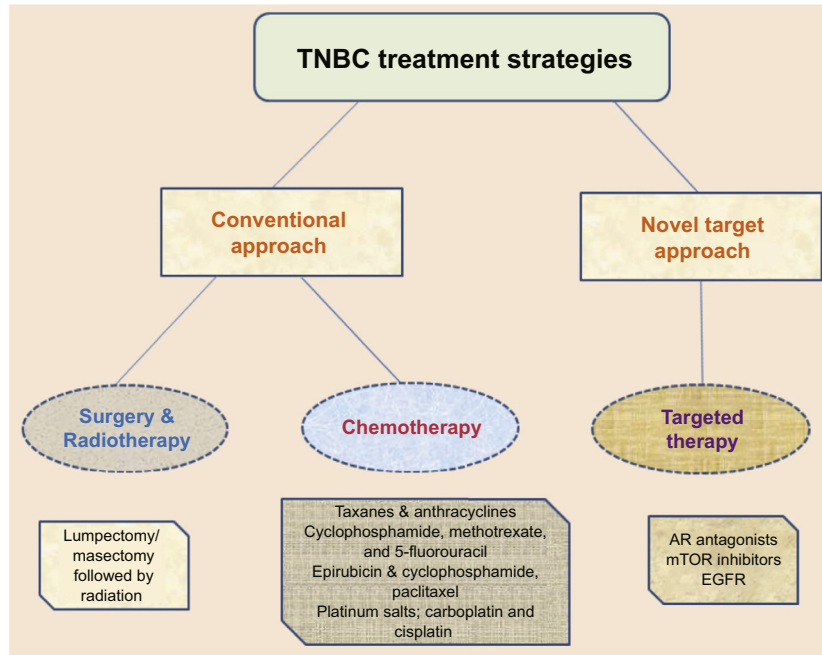 TNBC treatment strategies
Conventional
approach
Novel target
approach
Surgery &
Radiotherapy
Chemotherapy
Targeted
therapy
Lumpectomy/
masectomy
followed by
radiation
Taxanes & anthracyclines
Cyclophosphamide, methotrexate,
and 5-fluorouracil
Epirubicin & cyclophosphamide,
paclitaxel
Platinum salts; carboplatin and
cisplatin
AR antagonists
mTOR inhibitors
EGFR